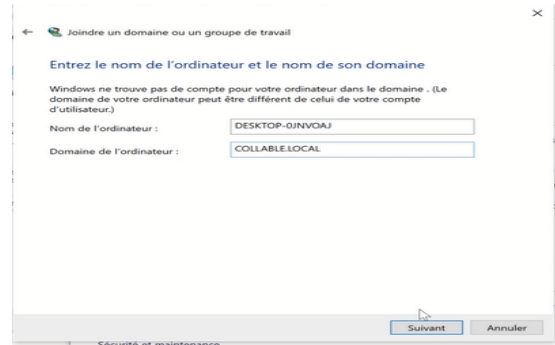 Joindre un domaine ou un groupe de travail
Entrez le nom de l'ordinateur et le nom de son domaine
Windows ne trouve pas de compte pour votre ordinateur dans le domaine . (Le
domaine de votre ordinateur peut être différent de celui de votre compte
d'utilisateur.)
Nom de l'ordinateur : DESKTOP-0JNVOAJ
Domaine de l'ordinateur : COLLABLE.LOCAL
Suivant Annuler
Sécurité et maintenance